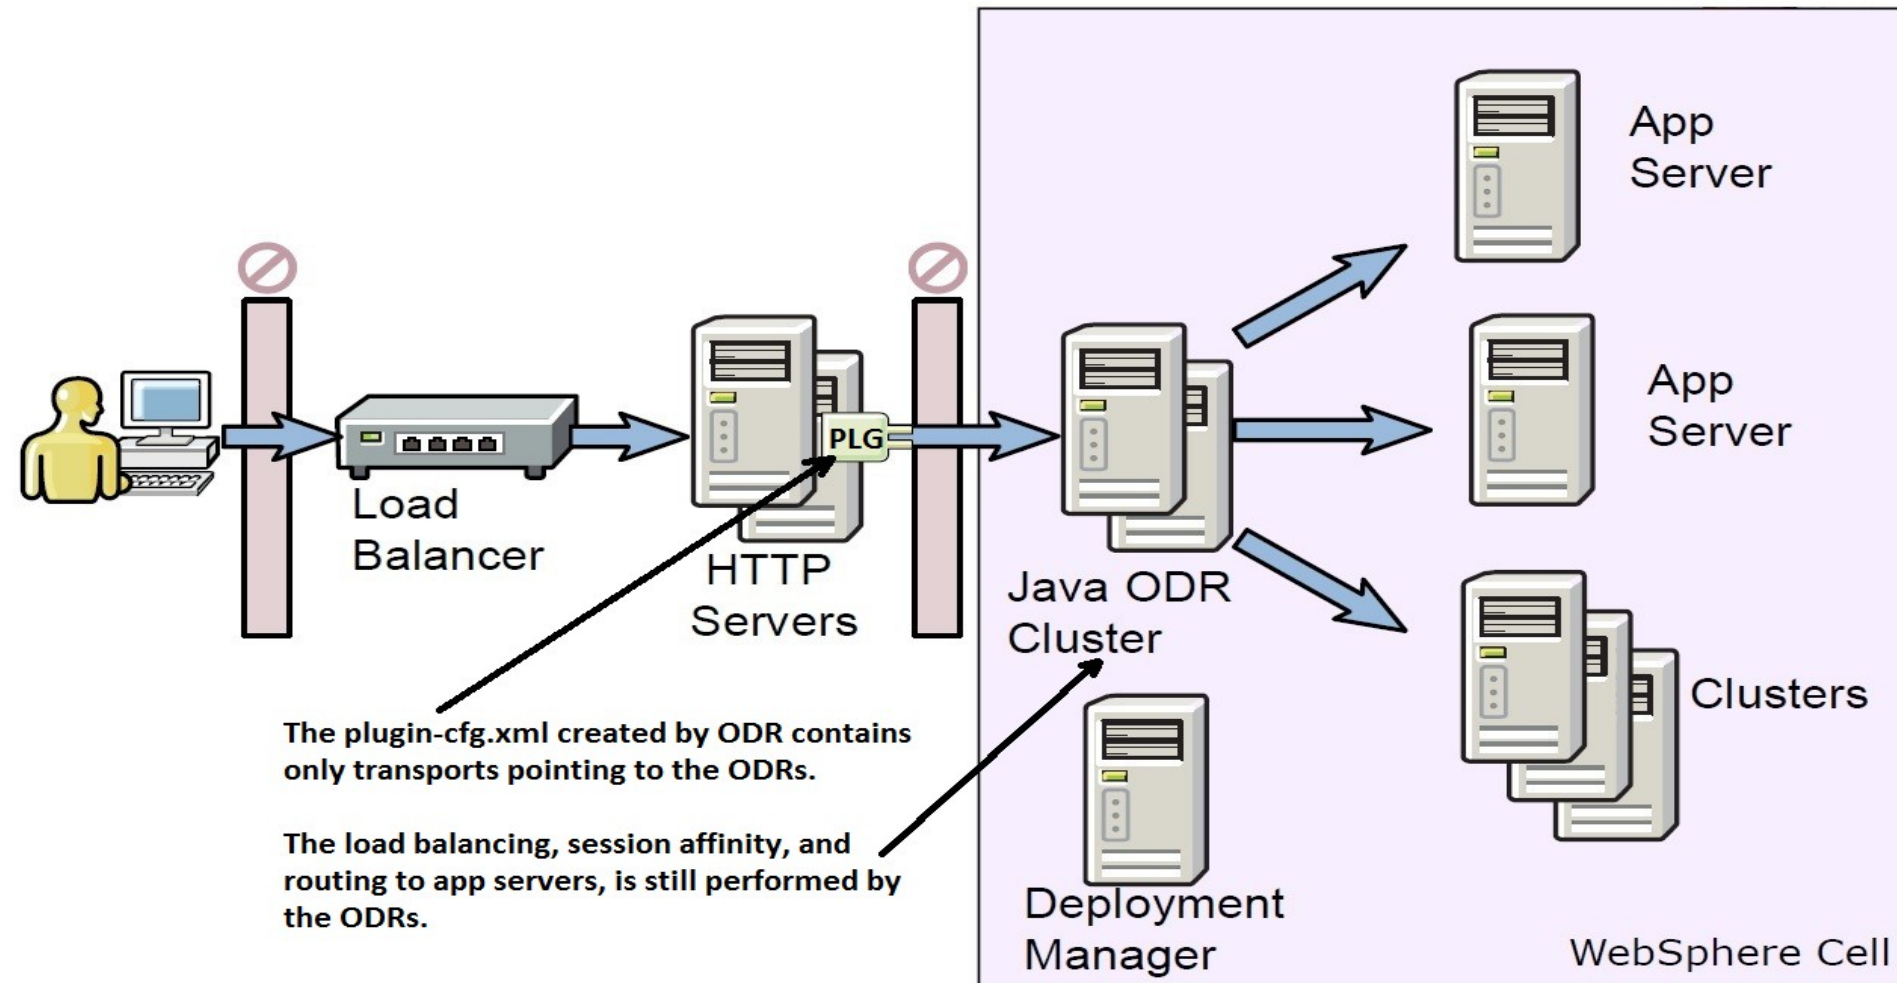 App
Server
App
Server
PLG
Load
Balancer
HTTP
Servers
Java ODR
Cluster
Clusters
The plugin-cfg.xml created by ODR contains
only transports pointing to the ODRs.
The load balancing, session affinity, and
routing to app servers, is still performed by
the ODRs.
Deployment
Manager
WebSphere Cell